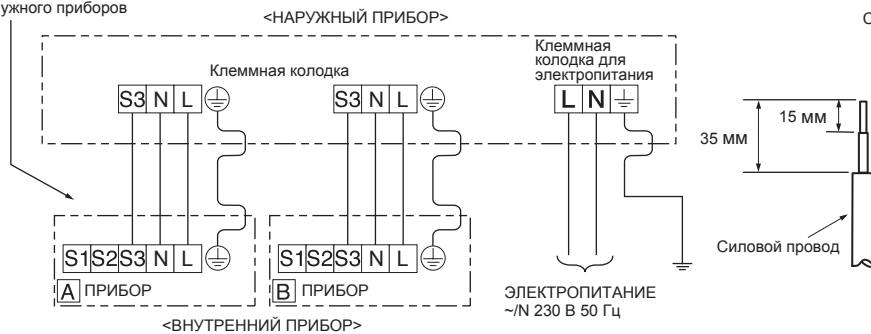 ужного приборов
<НАРУЖНЫЙ ПРИБОР>
Клеммная колодка
Клеммная
колодка для
электропитания
S3 N L
S3 N L
L N
35 мм
15 мм
Силовой провод
S1 S2 S3 N L
S1 S2 S3 N L
A ПРИБОР
B ПРИБОР
ЭЛЕКТРОПИТАНИЕ
~/N 230 В 50 Гц
<ВНУТРЕННИЙ ПРИБОР>